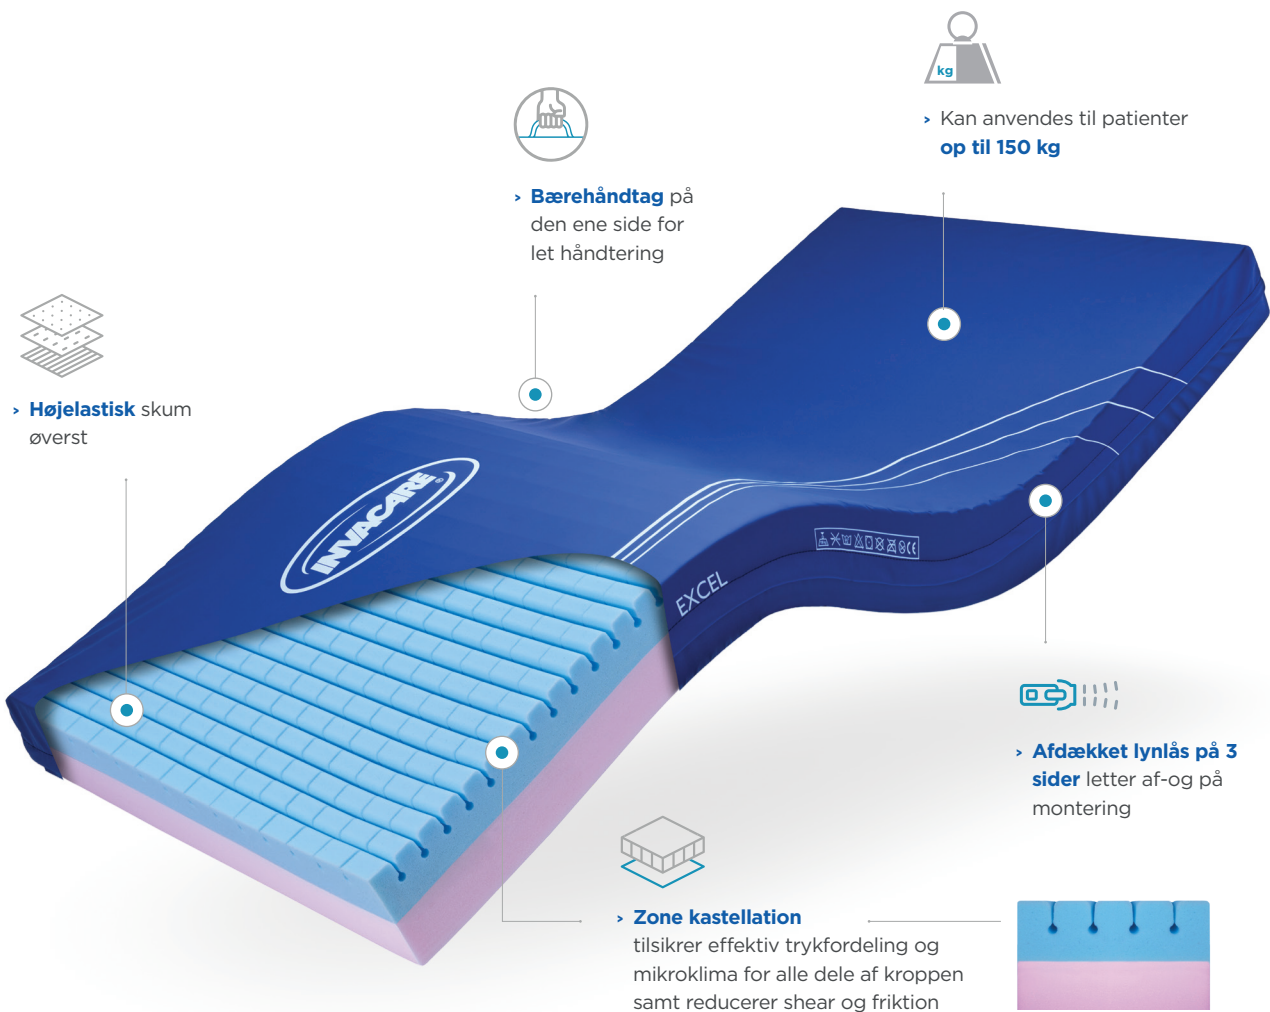 kg
› Kan anvendes til patienter
op til 150 kg
› Bærehåndtag på
den ene side for
let håndtering
› Højelastisk skum
øverst
INVACARE®
EXCEL
› Afdækket lynlås på 3
sider letter af-og på
montering
› Zone kastellation
tilsikrer effektiv trykfordeling og
mikroklima for alle dele af kroppen
samt reducerer shear og friktion